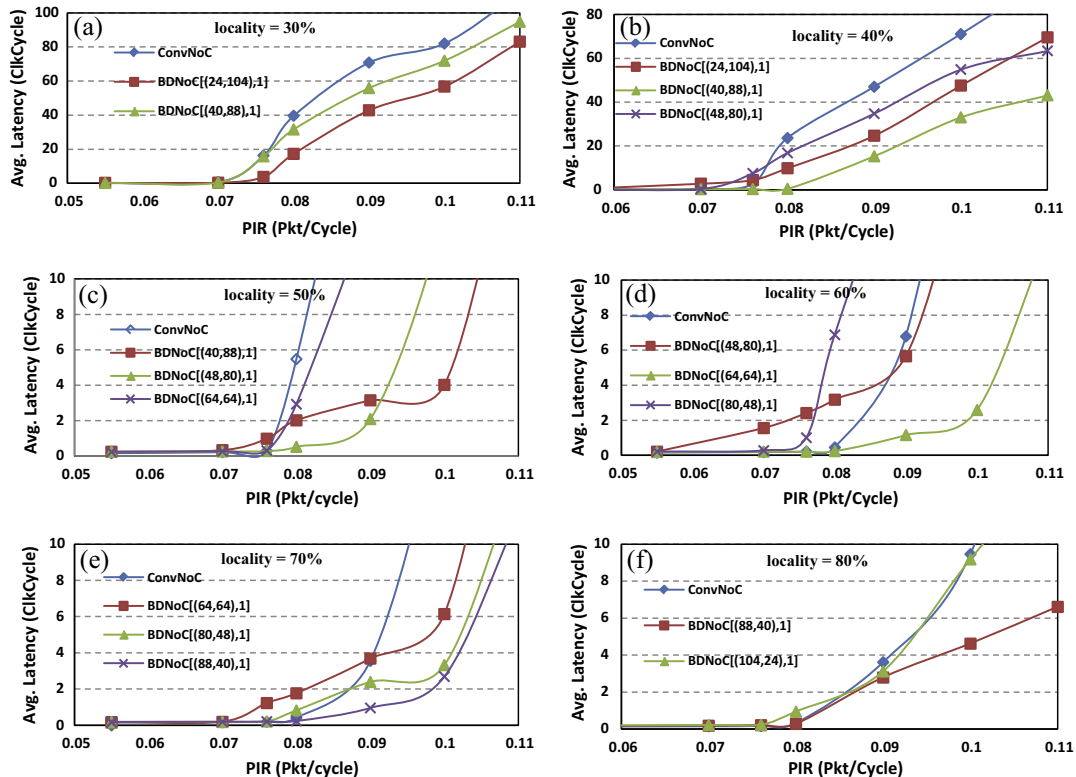 (a)
locality = 30%
ConvNoC
BDNoC[(24,104),1]
BDNoC[(40,88),1]
Avg. Latency (ClkCycle)
100
80
60
40
20
0
0.05 0.06 0.07 0.08 0.09 0.1 0.11
PIR (Pkt/Cycle)
(b)
locality = 40%
ConvNoC
BDNoC[(24,104),1]
BDNoC[(40,88),1]
BDNoC[(48,80),1]
Avg. Latency (ClkCycle)
80
60
40
20
0
0.06 0.07 0.08 0.09 0.1 0.11
PIR (Pkt/Cycle)
(c)
locality = 50%
ConvNoC
BDNoC[(40,88),1]
BDNoC[(48,80),1]
BDNoC[(64,64),1]
Avg. Latency (ClkCycle)
10
8
6
4
2
0
0.05 0.06 0.07 0.08 0.09 0.1 0.11
PIR (Pkt/cycle)
(d)
locality = 60%
ConvNoC
BDNoC[(48,80),1]
BDNoC[(64,64),1]
BDNoC[(80,48),1]
Avg. Latency (ClkCycle)
10
8
6
4
2
0
0.05 0.06 0.07 0.08 0.09 0.1 0.11
PIR (Pkt/Cycle)
(e)
locality = 70%
ConvNoC
BDNoC[(64,64),1]
BDNoC[(80,48),1]
BDNoC[(88,40),1]
Avg. Latency (ClkCycle)
10
8
6
4
2
0
0.05 0.06 0.07 0.08 0.09 0.1 0.11
PIR (Pkt/cycle)
(f)
locality = 80%
ConvNoC
BDNoC[(88,40),1]
BDNoC[(104,24),1]
Avg. Latency (ClkCycle)
10
8
6
4
2
0
0.06 0.07 0.08 0.09 0.1 0.11
PIR (Pkt/Cycle)